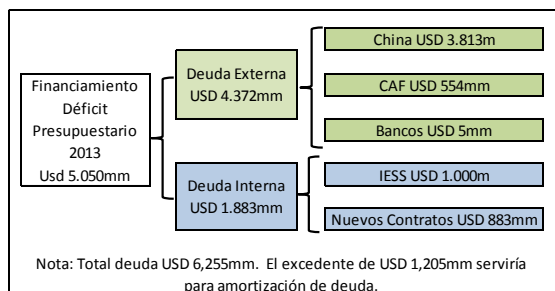 Financiamiento
Déficit
Presupuestario
2013
Usd 5.050mm
Deuda Externa
USD 4.372mm
China USD 3.813m
CAF USD 554mm
Bancos USD 5mm
Deuda Interna
USD 1.883mm
IESS USD 1.000m
Nuevos Contratos USD 883mm
Nota: Total deuda USD 6,255mm. El excedente de USD 1,205mm serviría
para amortización de deuda.